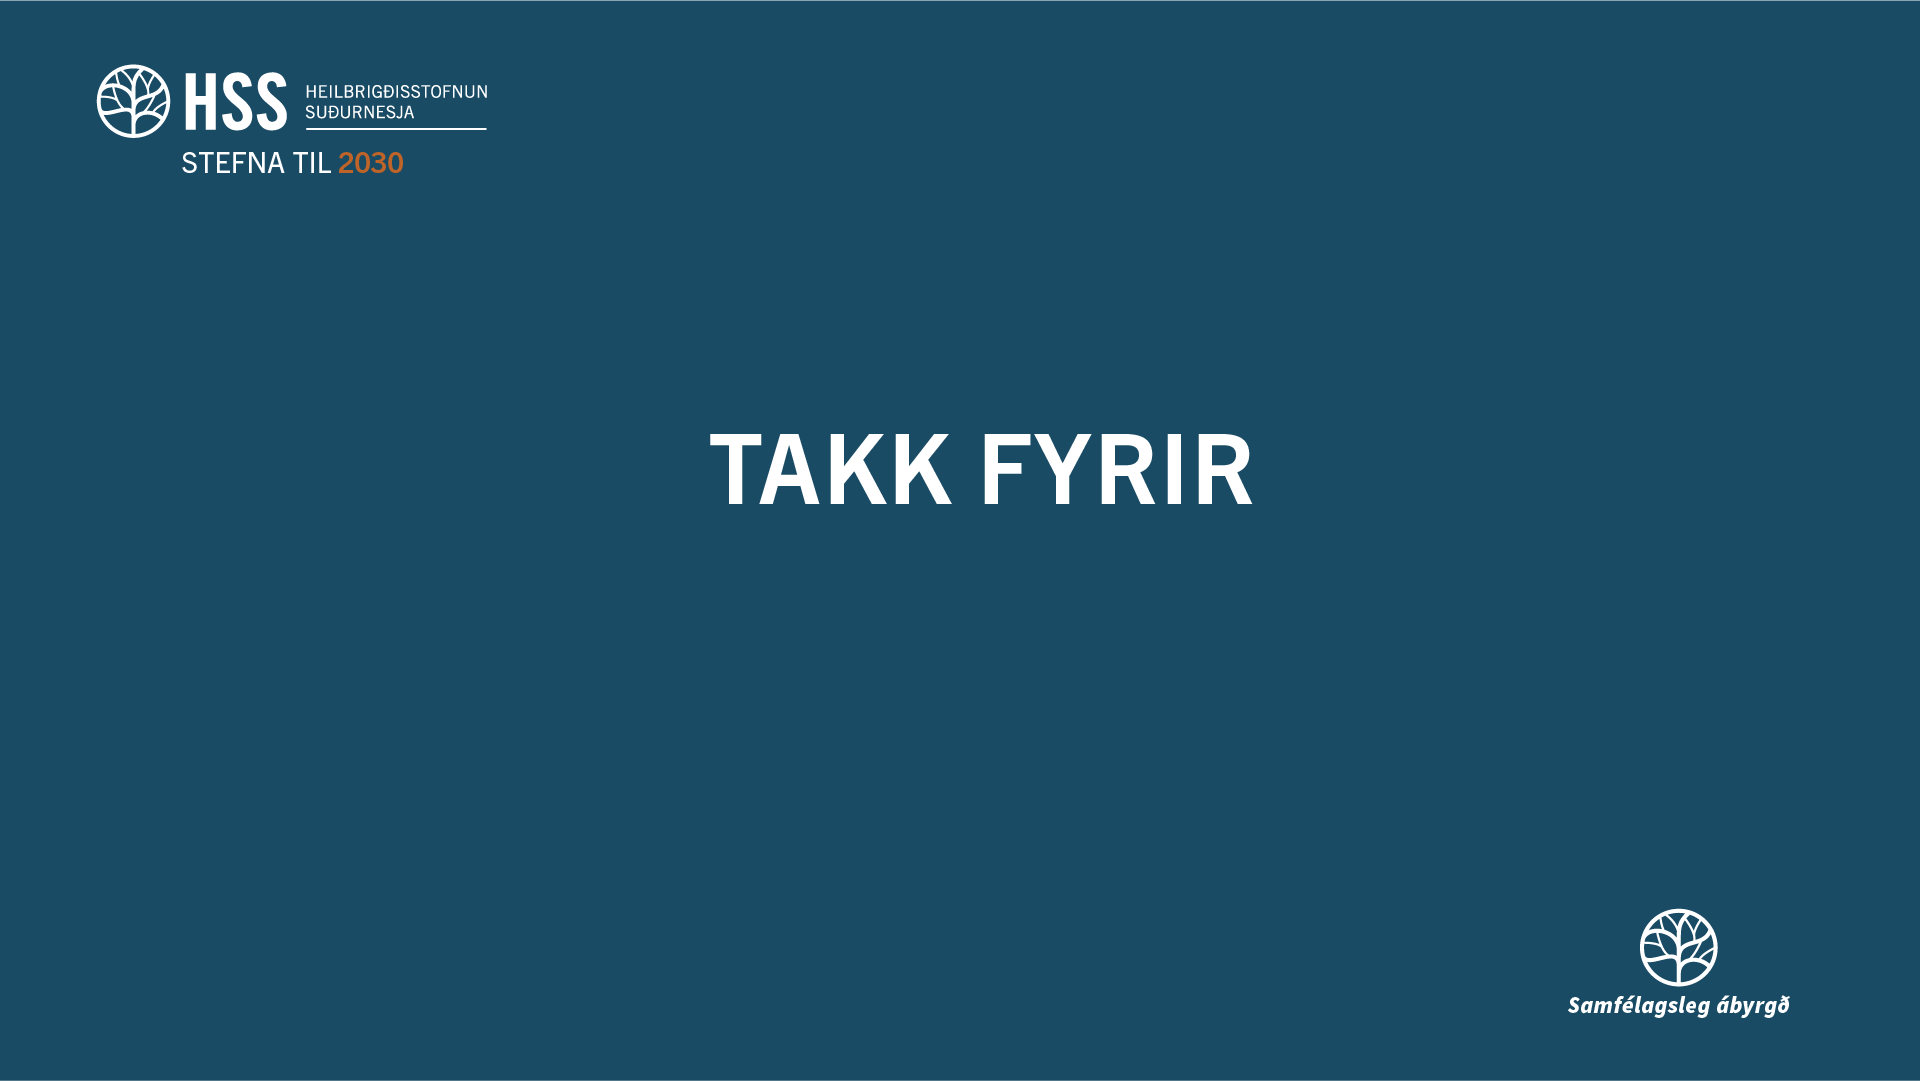 HSS
HEILBRIGÐISSTOFNUN
SUÐURNESJA
STEFNA TIL 2030
TAKK FYRIR
Samfélagsleg ábyrgð